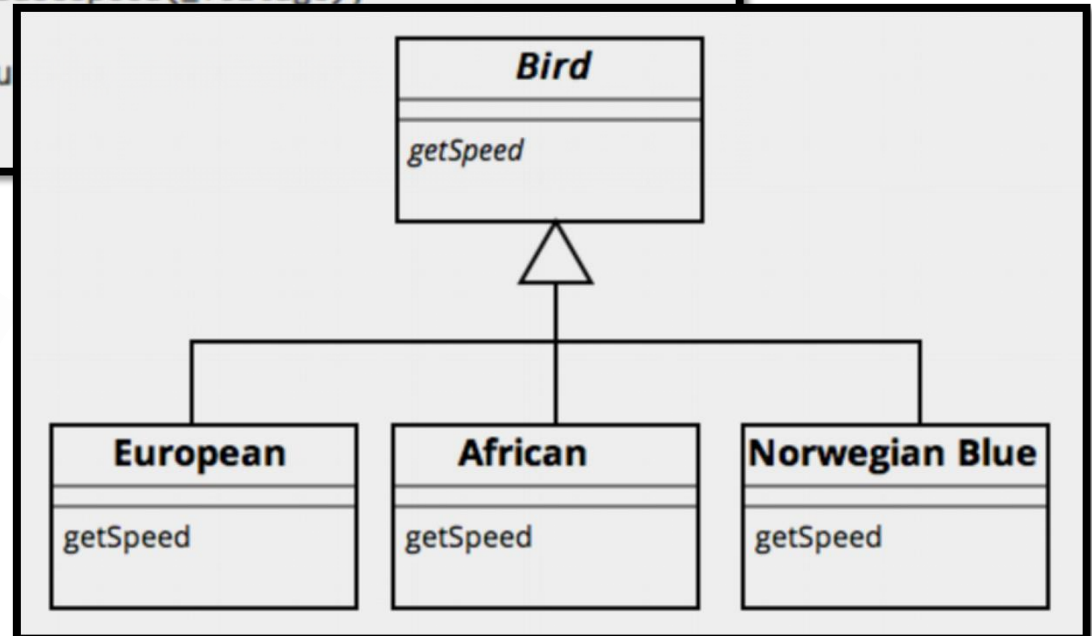 Bird
getSpeed
European
African
Norwegian Blue
getSpeed
getSpeed
getSpeed